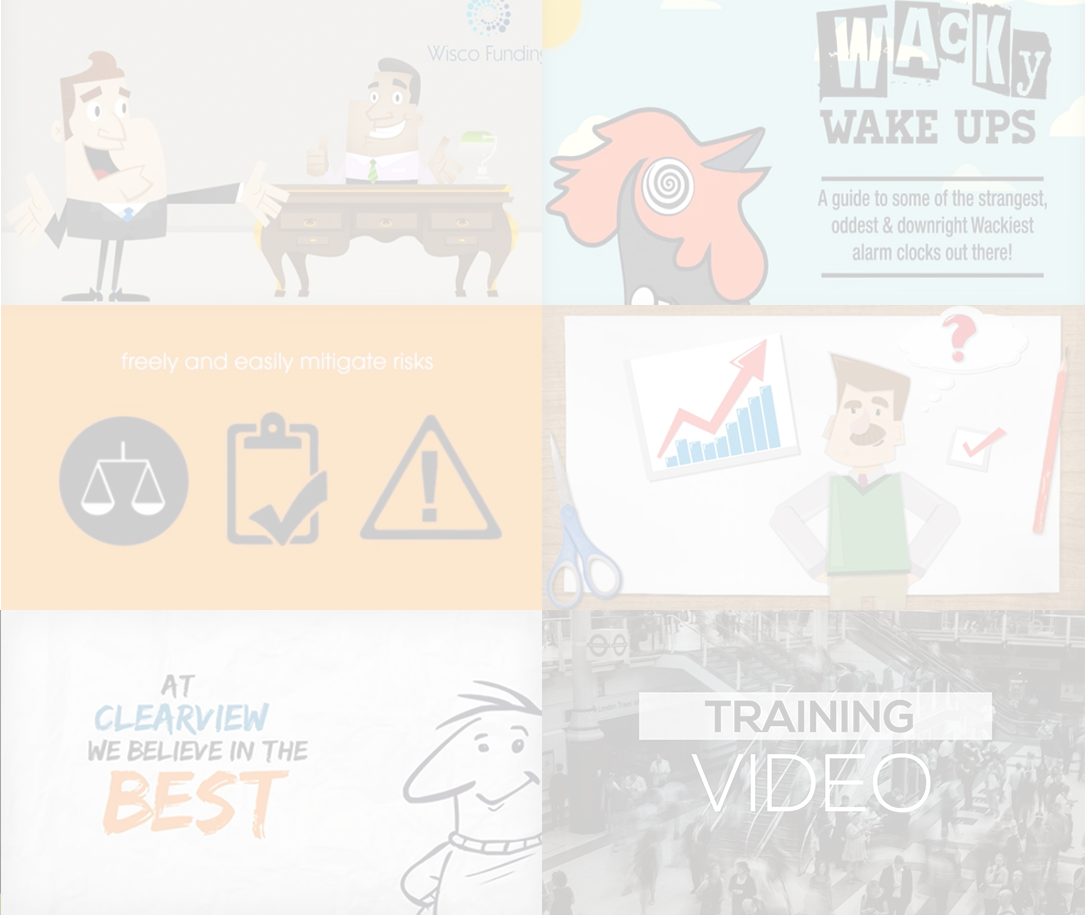 Wisco Funding
WACKy
WAKE UPS
A guide to some of the strangest,
oddest & downright Wackiest
alarm clocks out there!
freely and easily mitigate risks
?
AT
CLEARVIEW
WE BELIEVE IN THE
BEST
TRAINING
VIDEO